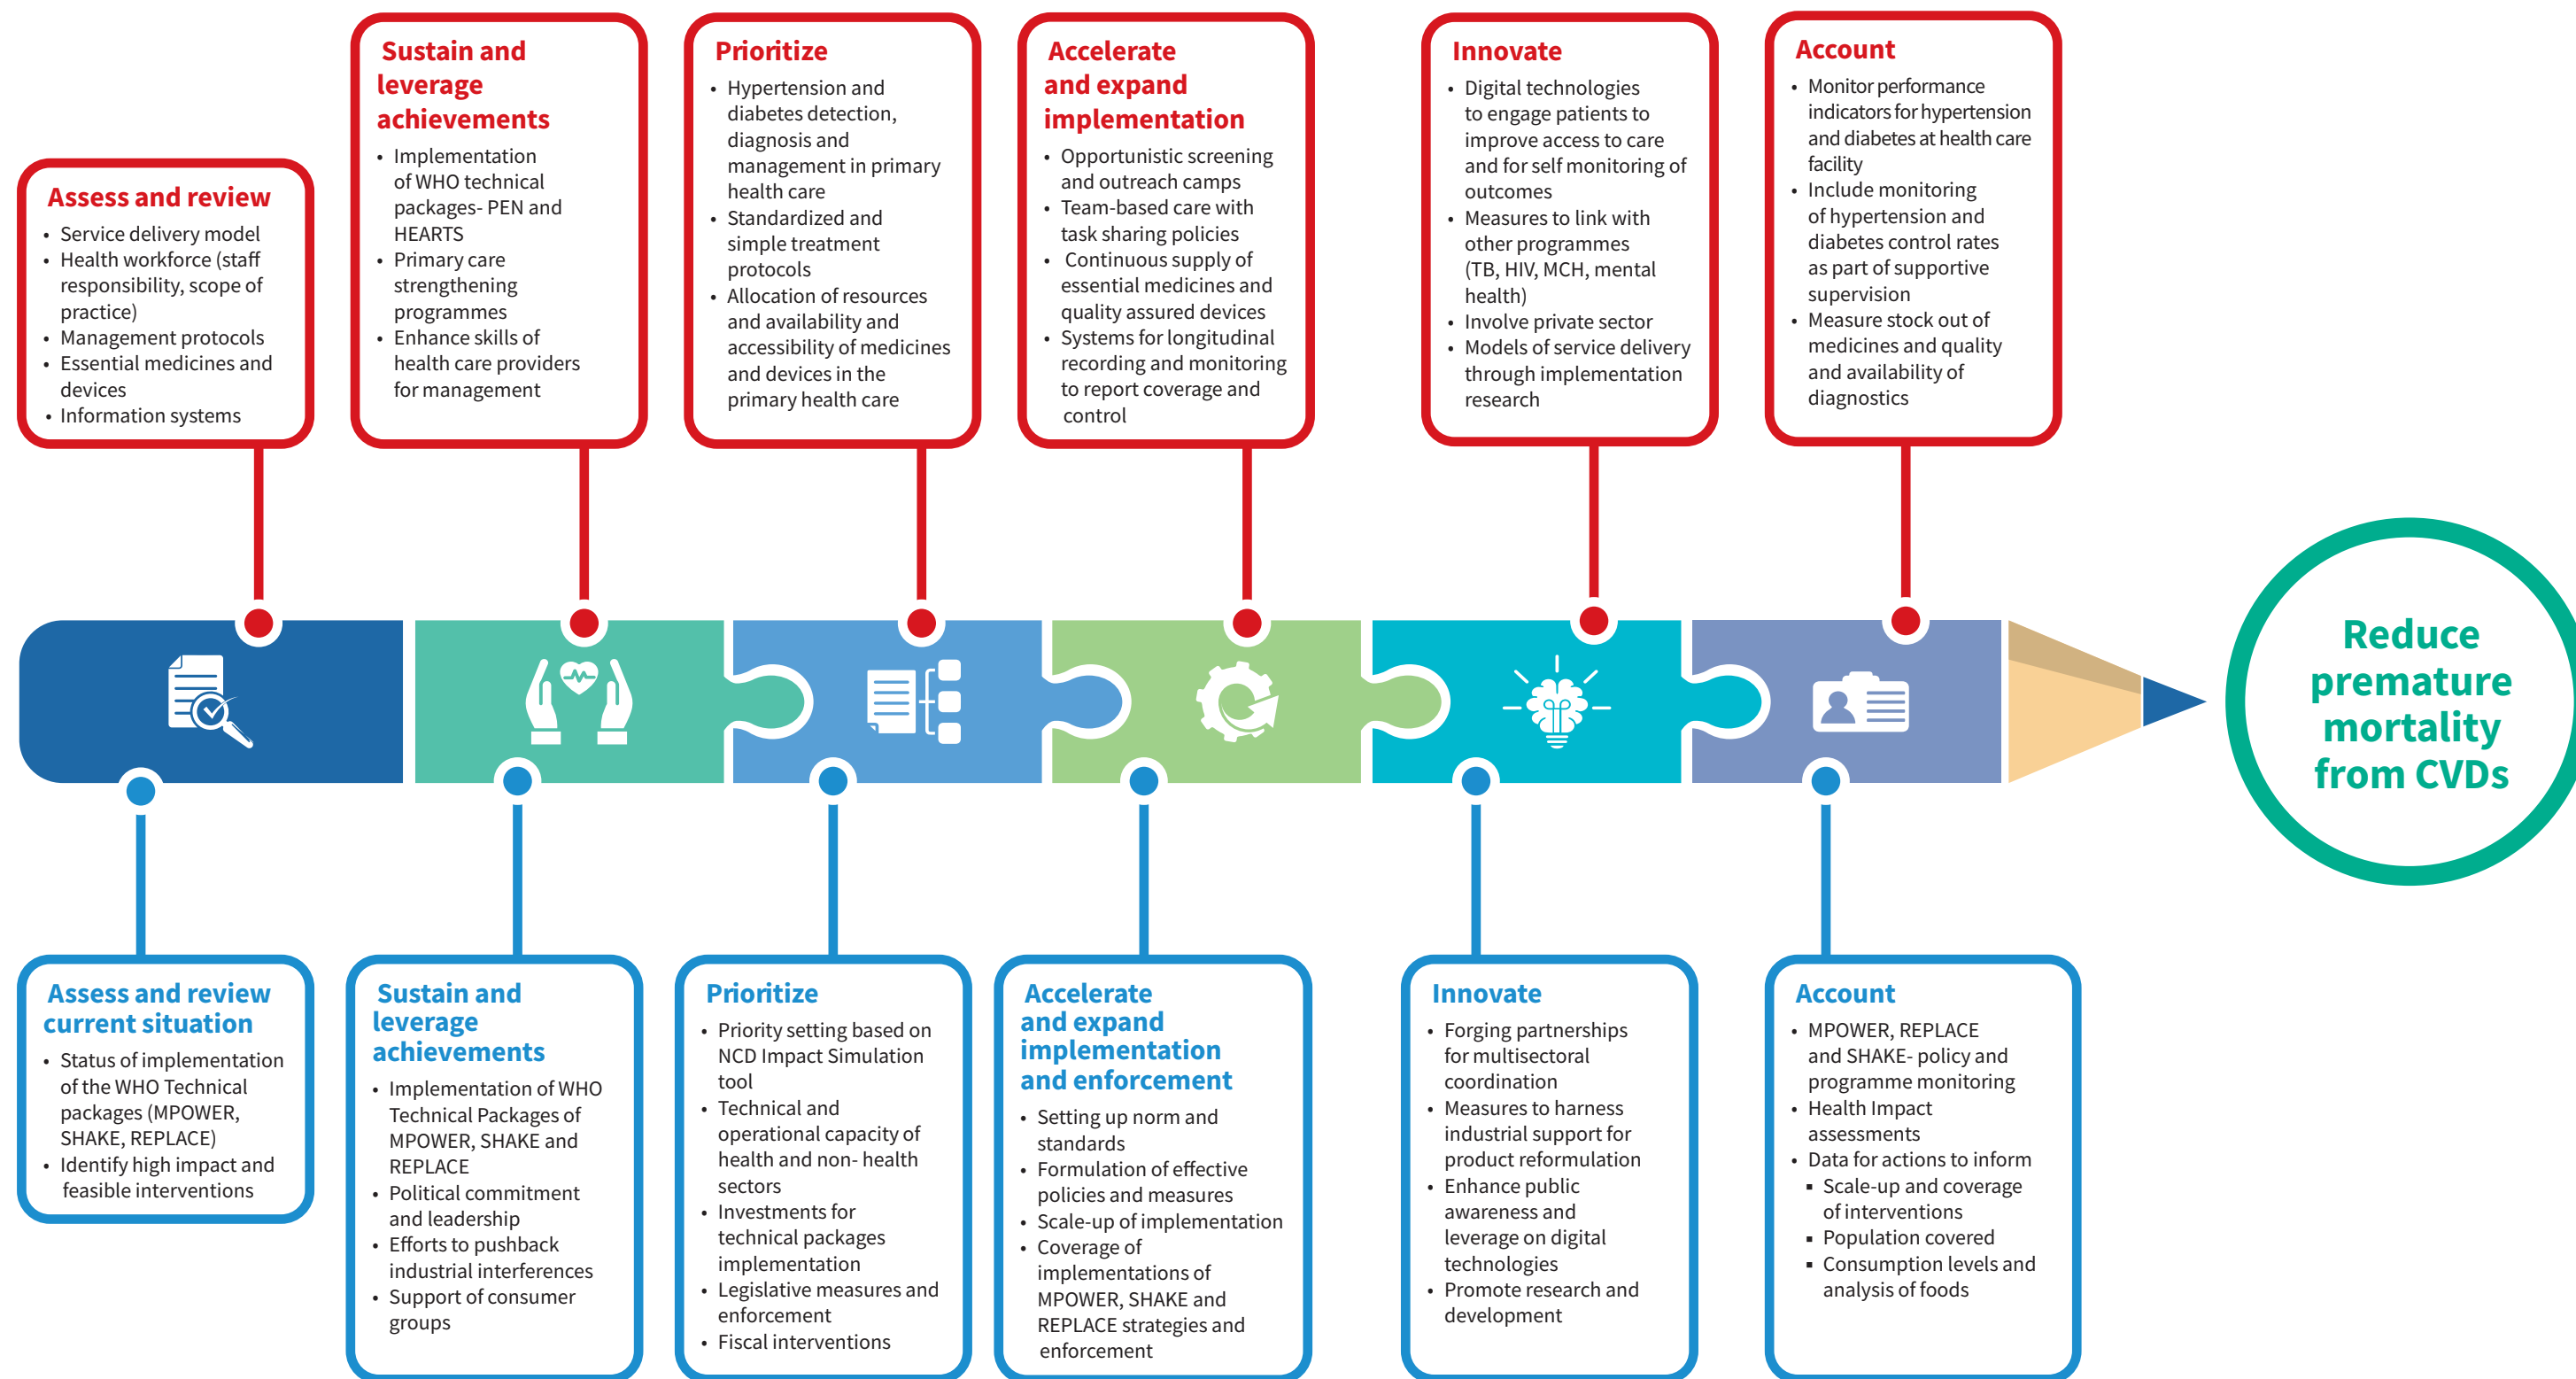 Assess and review
• Service delivery model
• Health workforce (staff
responsibility, scope of
practice)
• Management protocols
• Essential medicines and
devices
• Information systems
Sustain and
leverage
achievements
• Implementation
of WHO technical
packages- PEN and
HEARTS
• Primary care
strengthening
programmes
• Enhance skills of
health care providers
for management
Prioritize
• Hypertension and
diabetes detection,
diagnosis and
management in primary
health care
• Standardized and
simple treatment
protocols
• Allocation of resources
and availability and
accessibility of medicines
and devices in the
primary health care
Accelerate
and expand
implementation
• Opportunistic screening
and outreach camps
• Team-based care with
task sharing policies
• Continuous supply of
essential medicines and
quality assured devices
• Systems for longitudinal
recording and monitoring
to report coverage and
control
Innovate
• Digital technologies
to engage patients to
improve access to care
and for self monitoring of
outcomes
• Measures to link with
other programmes
(TB, HIV, MCH, mental
health)
• Involve private sector
• Models of service delivery
through implementation
research
Account
• Monitor performance
indicators for hypertension
and diabetes at health care
facility
• Include monitoring
of hypertension and
diabetes control rates
as part of supportive
supervision
• Measure stock out of
medicines and quality
and availability of
diagnostics
Reduce
premature
mortality
from CVDs
Assess and review
current situation
• Status of implementation
of the WHO Technical
packages (MPOWER,
SHAKE, REPLACE)
• Identify high impact and
feasible interventions
Sustain and
leverage
achievements
• Implementation of WHO
Technical Packages of
MPOWER, SHAKE and
REPLACE
• Political commitment
and leadership
• Efforts to pushback
industrial interferences
• Support of consumer
groups
Prioritize
• Priority setting based on
NCD Impact Simulation
tool
• Technical and
operational capacity of
health and non- health
sectors
• Investments for
technical packages
implementation
• Legislative measures and
enforcement
• Fiscal interventions
Accelerate
and expand
implementation
and enforcement
• Setting up norm and
standards
• Formulation of effective
policies and measures
• Scale-up of implementation
• Coverage of
implementations of
MPOWER, SHAKE and
REPLACE strategies and
enforcement
Innovate
• Forging partnerships
for multisectoral
coordination
• Measures to harness
industrial support for
product reformulation
• Enhance public
awareness and
leverage on digital
technologies
• Promote research and
development
Account
• MPOWER, REPLACE
and SHAKE- policy and
programme monitoring
• Health Impact
assessments
• Data for actions to inform
▪ Scale-up and coverage
of interventions
▪ Population covered
▪ Consumption levels and
analysis of foods